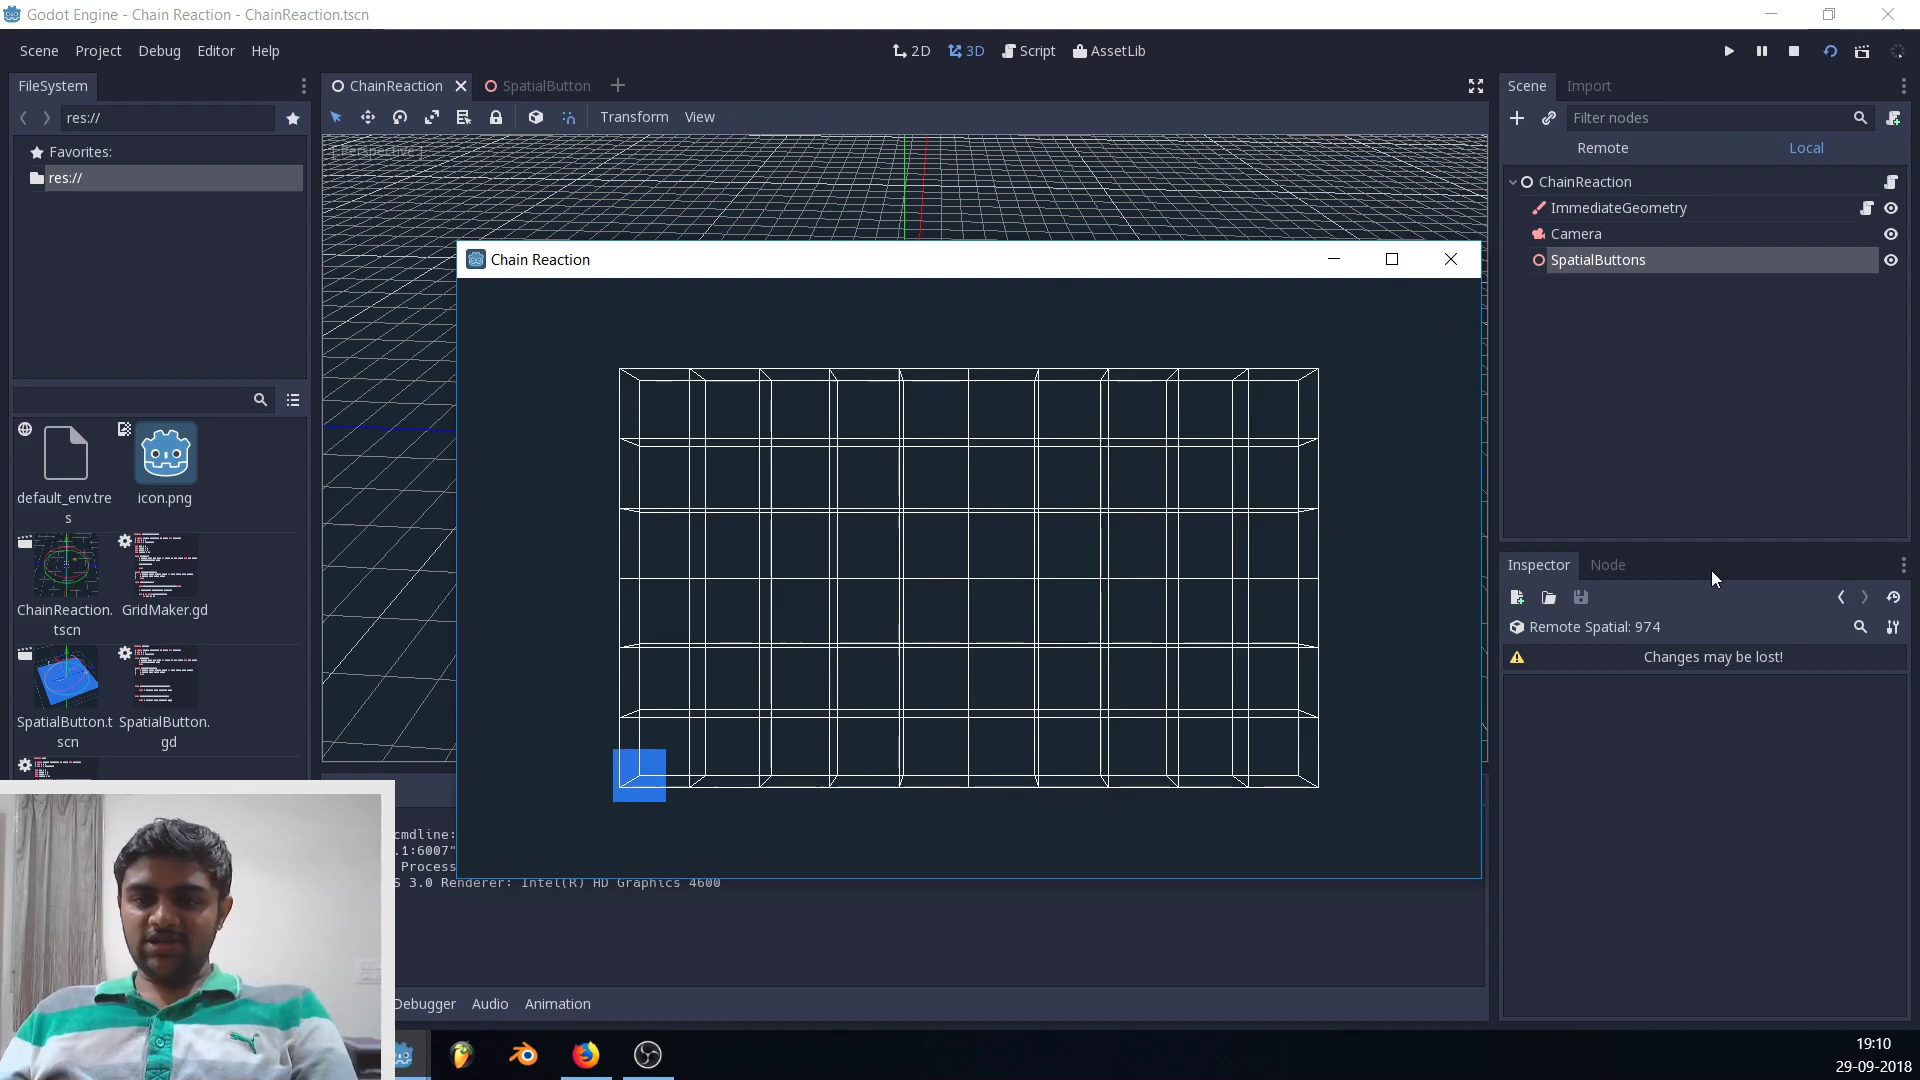 Godot Engine - Chain Reaction - ChainReaction.tscn
Scene Project Debug Editor Help
2D 3D Script AssetLib
FileSystem
ChainReaction SpatialButton
Scene Import
res://
Transform View
Filter nodes
[ Perspective ]
Remote Local
Favorites:
res://
ChainReaction
ImmediateGeometry
Camera
SpatialButtons
Chain Reaction
default_env.tre
s
icon.png
ChainReaction.
tscn
GridMaker.gd
SpatialButton.t
scn
SpatialButton.
gd
Inspector Node
Remote Spatial: 974
Changes may be lost!
cmdline:
.1:6007"
Process
S 3.0 Renderer: Intel(R) HD Graphics 4600
Debugger Audio Animation
19:10
29-09-2018